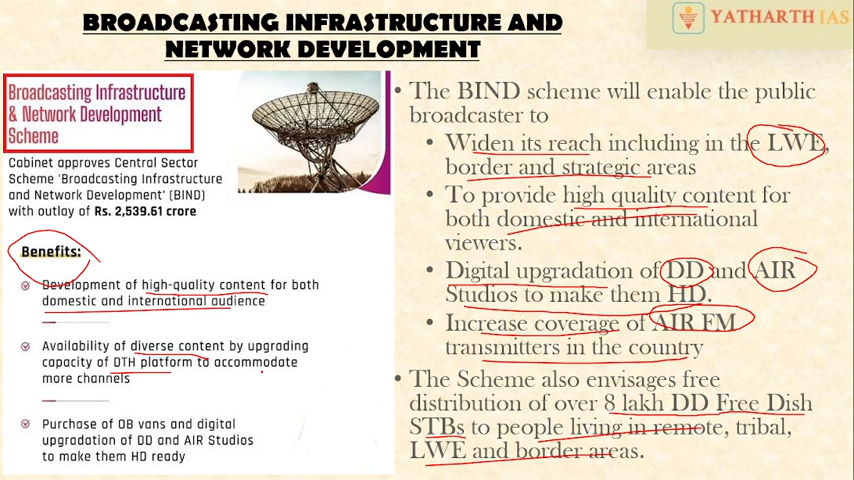 BROADCASTING INFRASTRUCTURE AND
NETWORK DEVELOPMENT
YATHARTH IAS
Broadcasting Infrastructure
& Network Development
Scheme
Cabinet approves Central Sector
Scheme 'Broadcasting Infrastructure
and Network Development' (BIND)
with outlay of Rs. 2,539.61 crore
Benefits:
Development of high-quality content for both
domestic and international audience
Availability of diverse content by upgrading
capacity of DTH platform to accommodate
more channels
Purchase of OB vans and digital
upgradation of DD and AIR Studios
to make them HD ready
• The BIND scheme will enable the public
broadcaster to
• Widen its reach including in the LWE,
border and strategic areas
• To provide high quality content for
both domestic and international
viewers.
• Digital upgradation of DD and AIR
Studios to make them HD.
• Increase coverage of AIR FM
transmitters in the country
• The Scheme also envisages free
distribution of over 8 lakh DD Free Dish
STBs to people living in remote, tribal,
LWE and border areas.